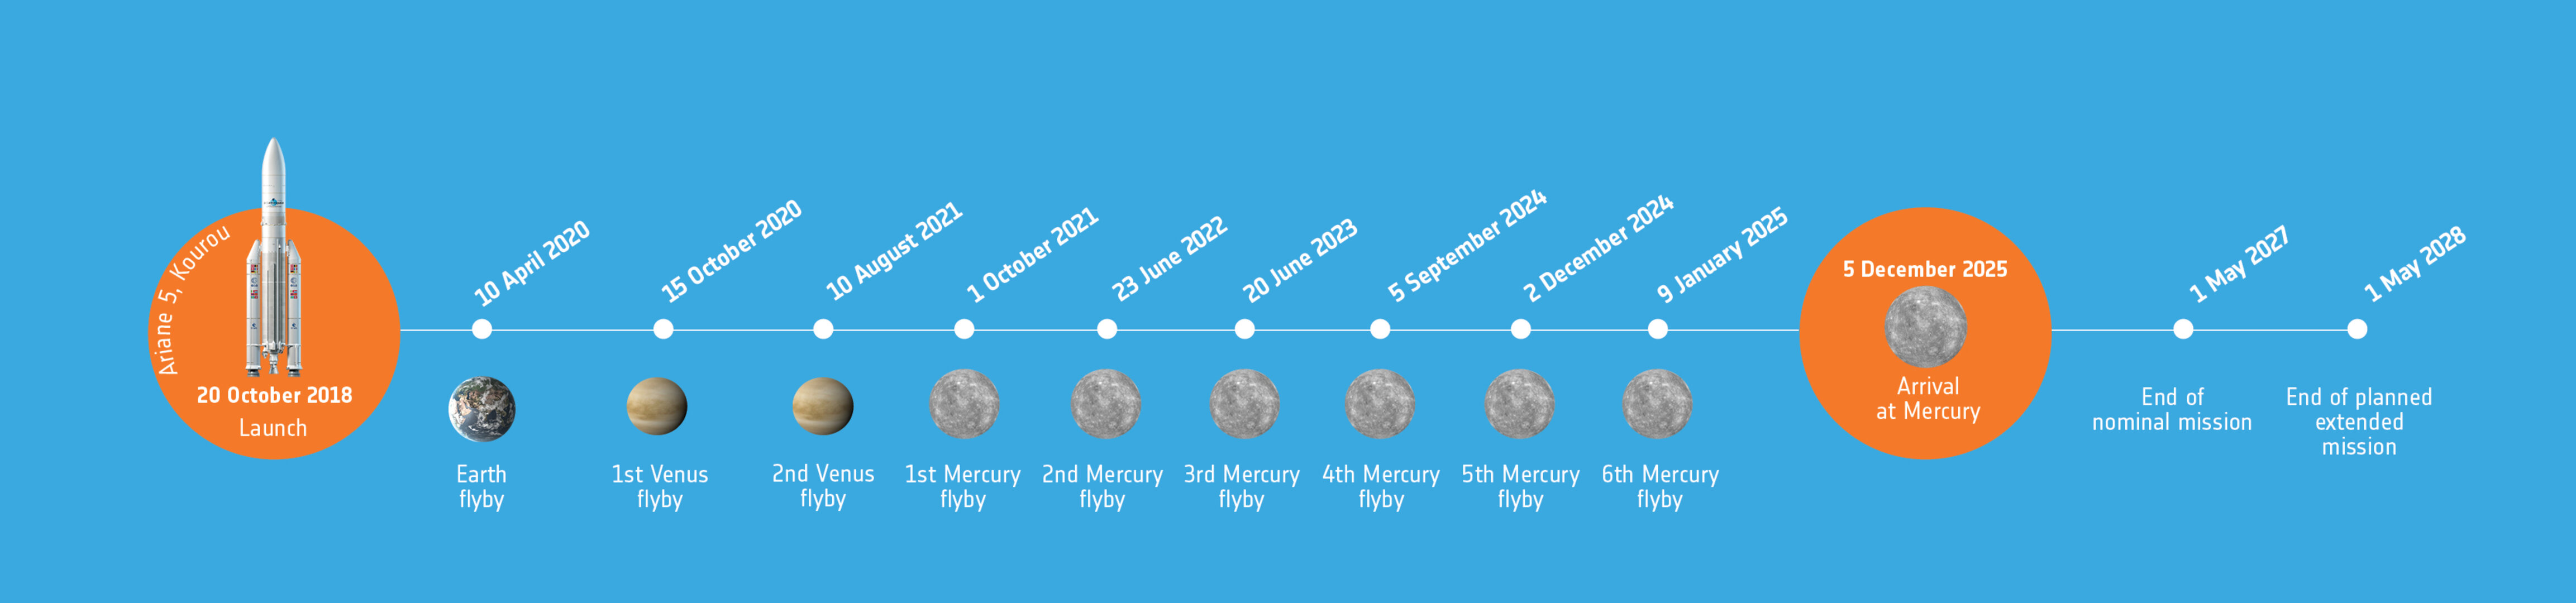 Ariane 5, Kourou
20 October 2018
Launch
10 April 2020
Earth
flyby
15 October 2020
1st Venus
flyby
10 August 2021
2nd Venus
flyby
1 October 2021
1st Mercury
flyby
23 June 2022
2nd Mercury
flyby
20 June 2023
3rd Mercury
flyby
5 September 2024
4th Mercury
flyby
2 December 2024
5th Mercury
flyby
9 January 2025
6th Mercury
flyby
5 December 2025
Arrival
at Mercury
1 May 2027
End of
nominal mission
1 May 2028
End of planned
extended
mission